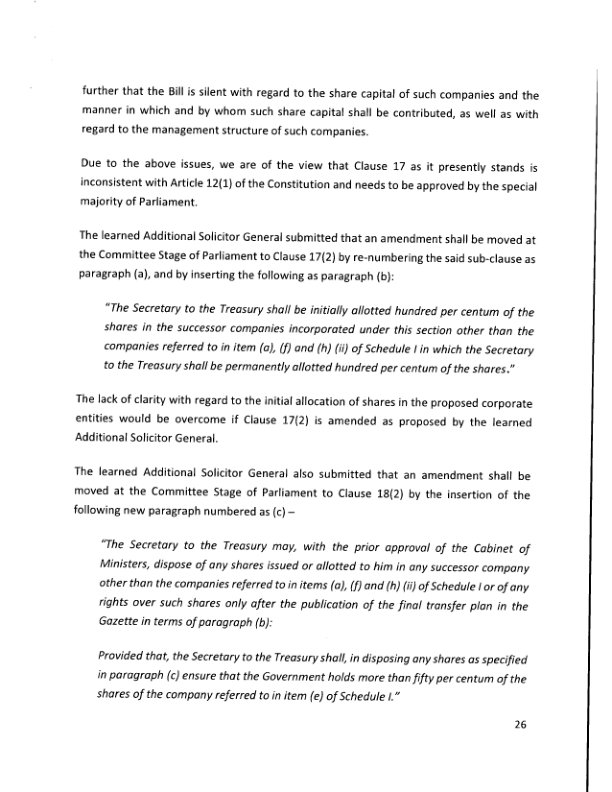 further that the Bill is silent with regard to the share capital of such companies and the
manner in which and by whom such share capital shall be contributed, as well as with
regard to the management structure of such companies.
Due to the above issues, we are of the view that Clause 17 as it presently stands is
inconsistent with Article 12(1) of the Constitution and needs to be approved by the special
majority of Parliament.
The learned Additional Solicitor General submitted that an amendment shall be moved at
the Committee Stage of Parliament to Clause 17(2) by re-numbering the said sub-clause as
paragraph (a), and by inserting the following as paragraph (b):
"The Secretary to the Treasury shall be initially allotted hundred per centum of the
shares in the successor companies incorporated under this section other than the
companies referred to in item (a), (f) and (h) (ii) of Schedule I in which the Secretary
to the Treasury shall be permanently allotted hundred per centum of the shares."
The lack of clarity with regard to the initial allocation of shares in the proposed corporate
entities would be overcome if Clause 17(2) is amended as proposed by the learned
Additional Solicitor General.
The learned Additional Solicitor General also submitted that an amendment shall be
moved at the Committee Stage of Parliament to Clause 18(2) by the insertion of the
following new paragraph numbered as (c) –
"The Secretary to the Treasury may, with the prior approval of the Cabinet of
Ministers, dispose of any shares issued or allotted to him in any successor company
other than the companies referred to in items (a), (f) and (h) (ii) of Schedule I or of any
rights over such shares only after the publication of the final transfer plan in the
Gazette in terms of paragraph (b):
Provided that, the Secretary to the Treasury shall, in disposing any shares as specified
in paragraph (c) ensure that the Government holds more than fifty per centum of the
shares of the company referred to in item (e) of Schedule I."
26